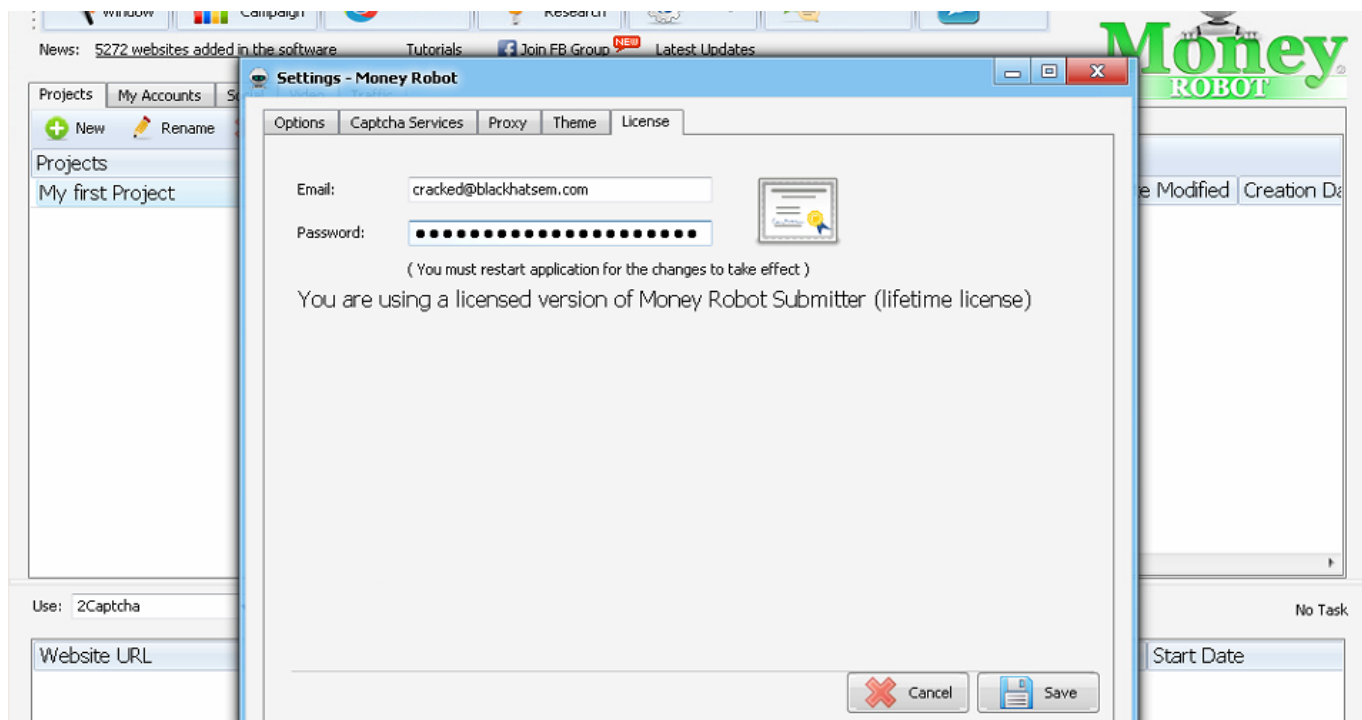 Window Campaign Research
News: 5272 websites added in the software Tutorials Join FB Group NEW Latest Updates
Money
ROBOT
Settings - Money Robot
Projects My Accounts Social Video Traffic
Options Captcha Services Proxy Theme License
New Rename
Projects
My first Project
Modified Creation
Email: cracked@blackhatsem.com
Password: ●●●●●●●●●●●●●●●●●●●●●
( You must restart application for the changes to take effect )
You are using a licensed version of Money Robot Submitter (lifetime license)
Use: 2Captcha
No Task
Website URL
Start Date
Cancel Save